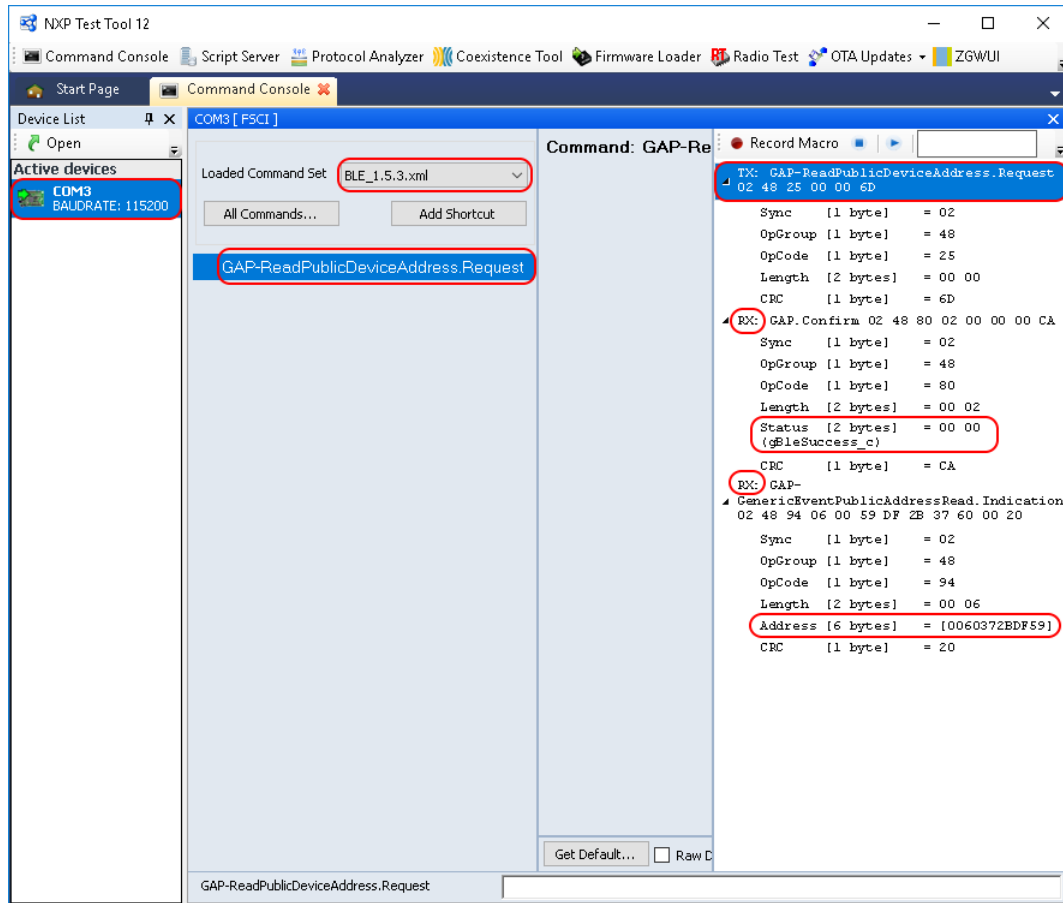 NXP Test Tool 12
Command Console Script Server Protocol Analyzer Coexistence Tool Firmware Loader Radio Test OTA Updates ZGWUI
Start Page Command Console
Device List
Open
Active devices
COM3
BAUDRATE: 115200
COM3 [ FSCI ]
Loaded Command Set BLE_1.5.3.xml
All Commands... Add Shortcut
GAP-ReadPublicDeviceAddress.Request
Command: GAP-Re
Get Default... Raw D
Record Macro
TX: GAP-ReadPublicDeviceAddress.Request
02 48 25 00 00 6D
Sync [1 byte] = 02
OpGroup [1 byte] = 48
OpCode [1 byte] = 25
Length [2 bytes] = 00 00
CRC [1 byte] = 6D
RX: GAP.Confirm 02 48 80 02 00 00 00 CA
Sync [1 byte] = 02
OpGroup [1 byte] = 48
OpCode [1 byte] = 80
Length [2 bytes] = 00 02
Status [2 bytes] = 00 00
(gBleSuccess_c)
CRC [1 byte] = CA
RX: GAP-
GenericEventPublicAddressRead.Indication
02 48 94 06 00 59 DF 2B 37 60 00 20
Sync [1 byte] = 02
OpGroup [1 byte] = 48
OpCode [1 byte] = 94
Length [2 bytes] = 00 06
Address [6 bytes] = [0060372BDF59]
CRC [1 byte] = 20
GAP-ReadPublicDeviceAddress.Request